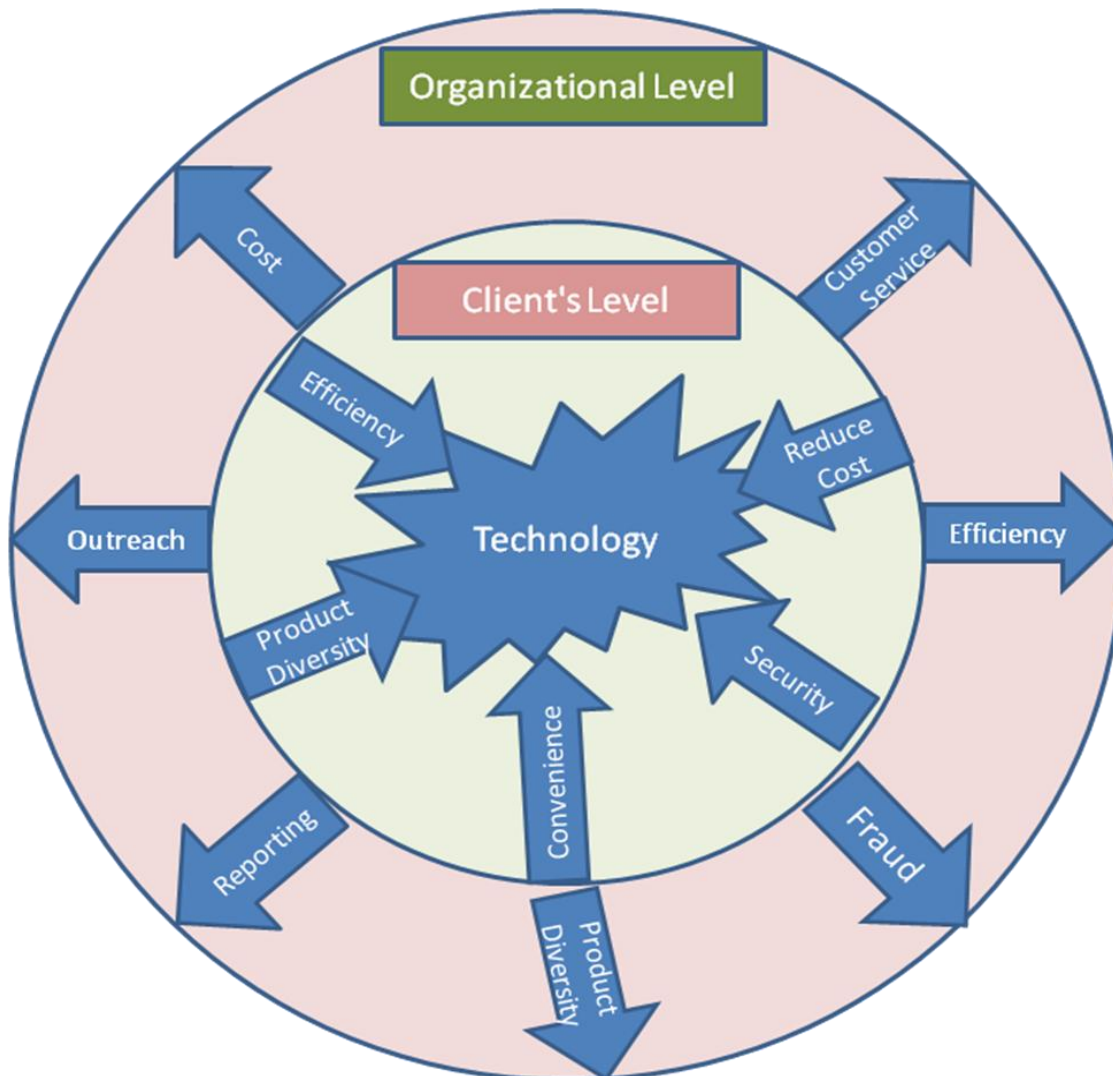 Organizational Level
Cost
Customer
Service
Client's Level
Efficiency
Reduce
Cost
Outreach
Technology
Efficiency
Product
Diversity
Security
Convenience
Reporting
Fraud
Product
Diversity